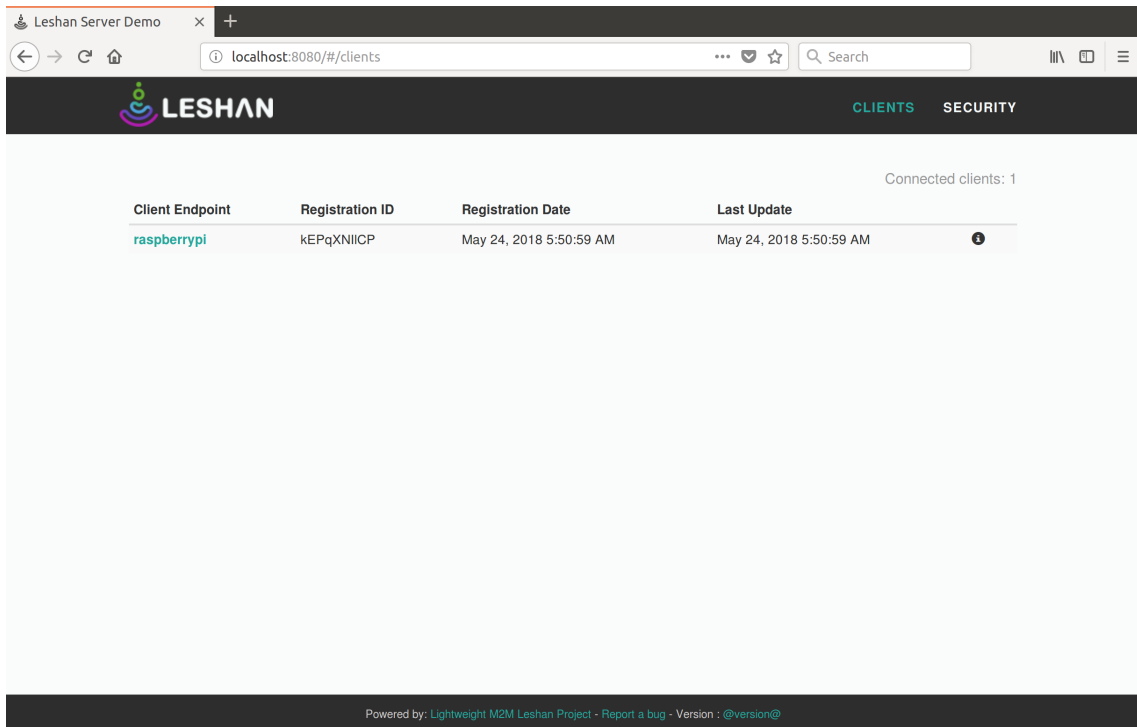 Leshan Server Demo
localhost:8080/#/clients
Search
LESHAN
CLIENTS SECURITY
Connected clients: 1
Client Endpoint Registration ID Registration Date Last Update
raspberrypi kEPqXNIlCP May 24, 2018 5:50:59 AM May 24, 2018 5:50:59 AM
Powered by: Lightweight M2M Leshan Project - Report a bug - Version : @version@